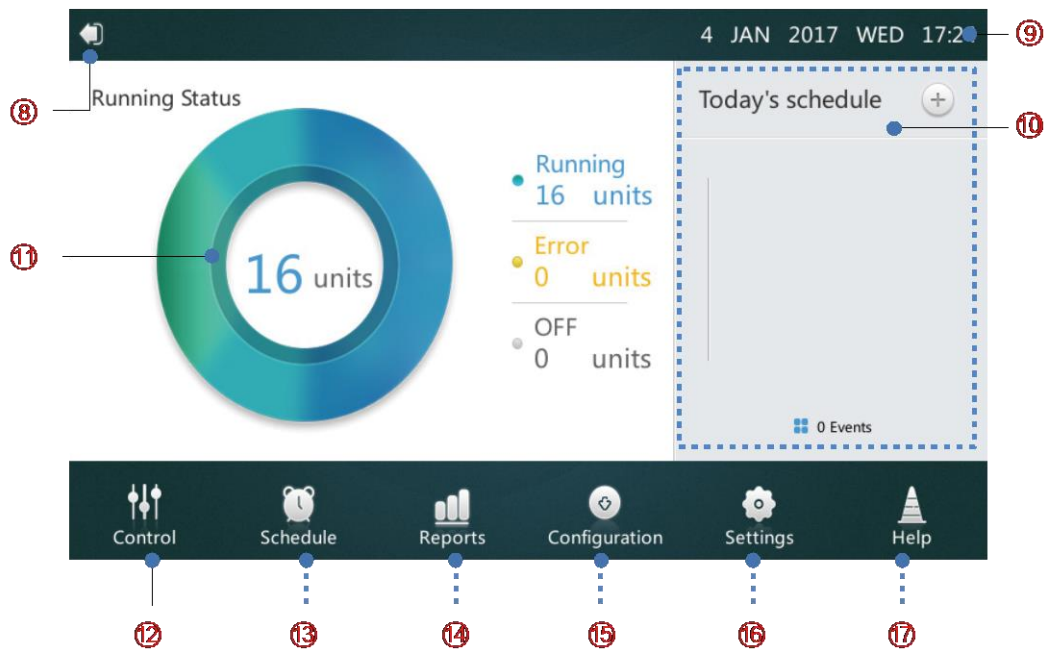 4 JAN 2017 WED 17:2
⑨
⑧
Running Status
Today's schedule
⑩
Running
16 units
Error
0 units
OFF
0 units
⑪
16 units
0 Events
Control
Schedule
Reports
Configuration
Settings
Help
⑫
⑬
⑭
⑮
⑯
⑰